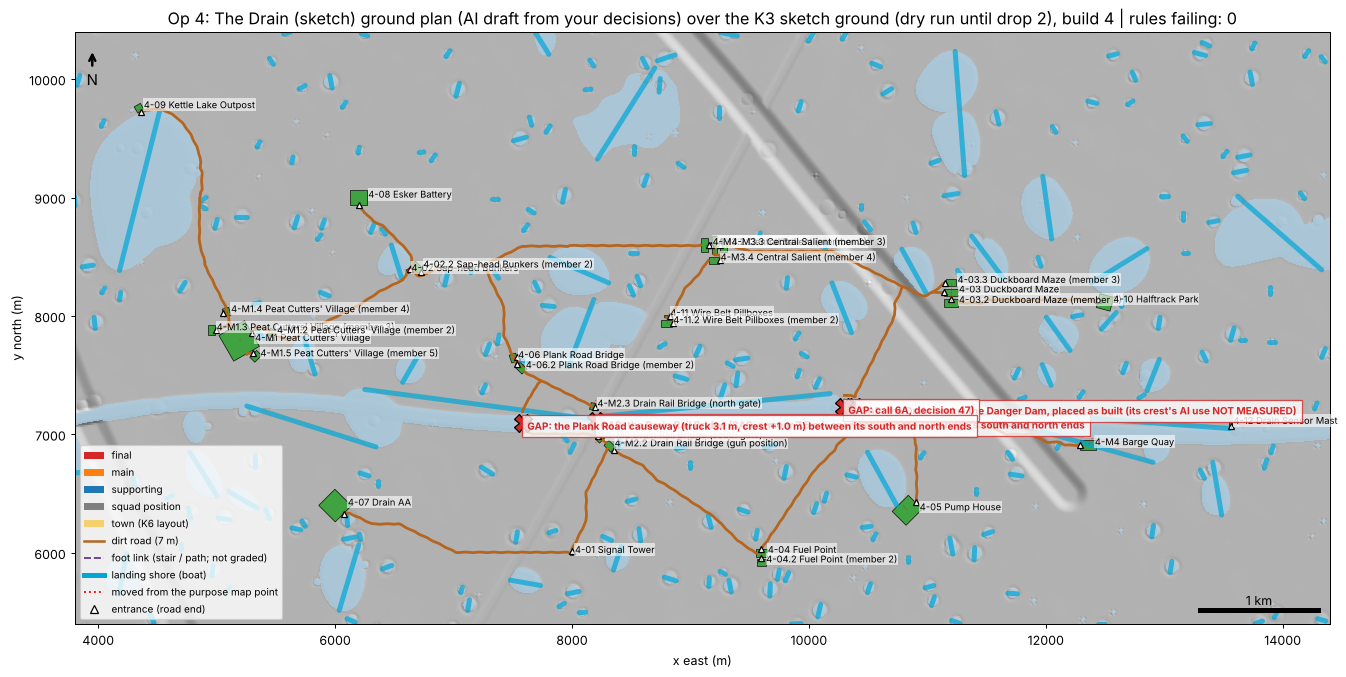 Op 4: The Drain (sketch) ground plan (AI draft from your decisions) over the K3 sketch ground (dry run until drop 2), build 4 | rules failing: 0
N
10000
9000
8000
7000
6000
y north (m)
4-09 Kettle Lake Outpost
4-08 Esker Battery
4-02.2 Sap-head Bunkers (member 2)
4-02 Sap-head Bunkers
4-M4-M3.3 Central Salient (member 3)
4-M3.4 Central Salient (member 4)
4-03.3 Duckboard Maze (member 3)
4-03 Duckboard Maze
4-03.2 Duckboard Maze (member
4-10 Halftrack Park
4-M1.4 Peat Cutters' Village (member 4)
4-11 Wire Belt Pillboxes
4-11.2 Wire Belt Pillboxes (member 2)
4-M1.3 Peat
4-M1.2 Peat Cutters' Village (member 2)
4-M1 Peat Cutters' Village
4-M1.5 Peat Cutters' Village (member 5)
4-06 Plank Road Bridge
4-06.2 Plank Road Bridge (member 2)
4-M2.3 Drain Rail Bridge (north gate)
GAP: call 6A, decision 47)
e Danger Dam, placed as built (its crest's AI use NOT MEASURED)
GAP: the Plank Road causeway (truck 3.1 m, crest +1.0 m) between its south and north ends
south and north ends
Drain Sensor Mast
4-M2.2 Drain Rail Bridge (gun position)
4-M4 Barge Quay
4-07 Drain AA
4-05 Pump House
4-01 Signal Tower
4-04 Fuel Point
4-04.2 Fuel Point (member 2)
final
main
supporting
squad position
town (K6 layout)
dirt road (7 m)
foot link (stair / path; not graded)
landing shore (boat)
moved from the purpose map point
entrance (road end)
1 km
4000
6000
8000
10000
12000
14000
x east (m)